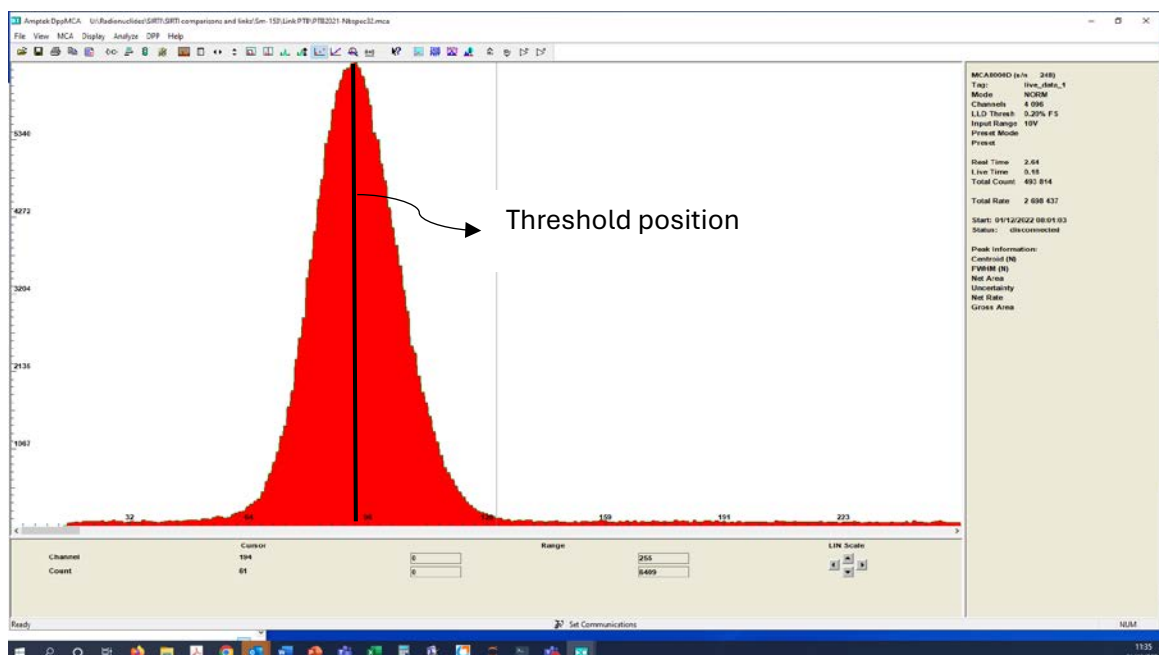 Amptek DppMCA U:\Radionuclides\SIRTI\SIRTI comparisons and links\Sm-153\Link PTB\PTB2021-Nbspec32.mca
File View MCA Display Analyze DPP Help
MCA8000D (s/n 248)
Tag: live_data_1
Mode NORM
Channels 4 096
LLD Thresh 0.20% FS
Input Range 10V
Preset Mode
Preset
Real Time 2.64
Live Time 0.18
Total Count 493 814
Total Rate 2 698 437
Start: 01/12/2022 08:01:03
Status: disconnected
Peak Information:
Centroid (N)
FWHM (N)
Net Area
Uncertainty
Net Rate
Gross Area
5340
4272
Threshold position
3204
2136
1067
32 64 96 128 159 191 223
Cursor Range LIN Scale
Channel 194 0 255
Count 61 0 6409
Ready Set Communications NUM
11:35